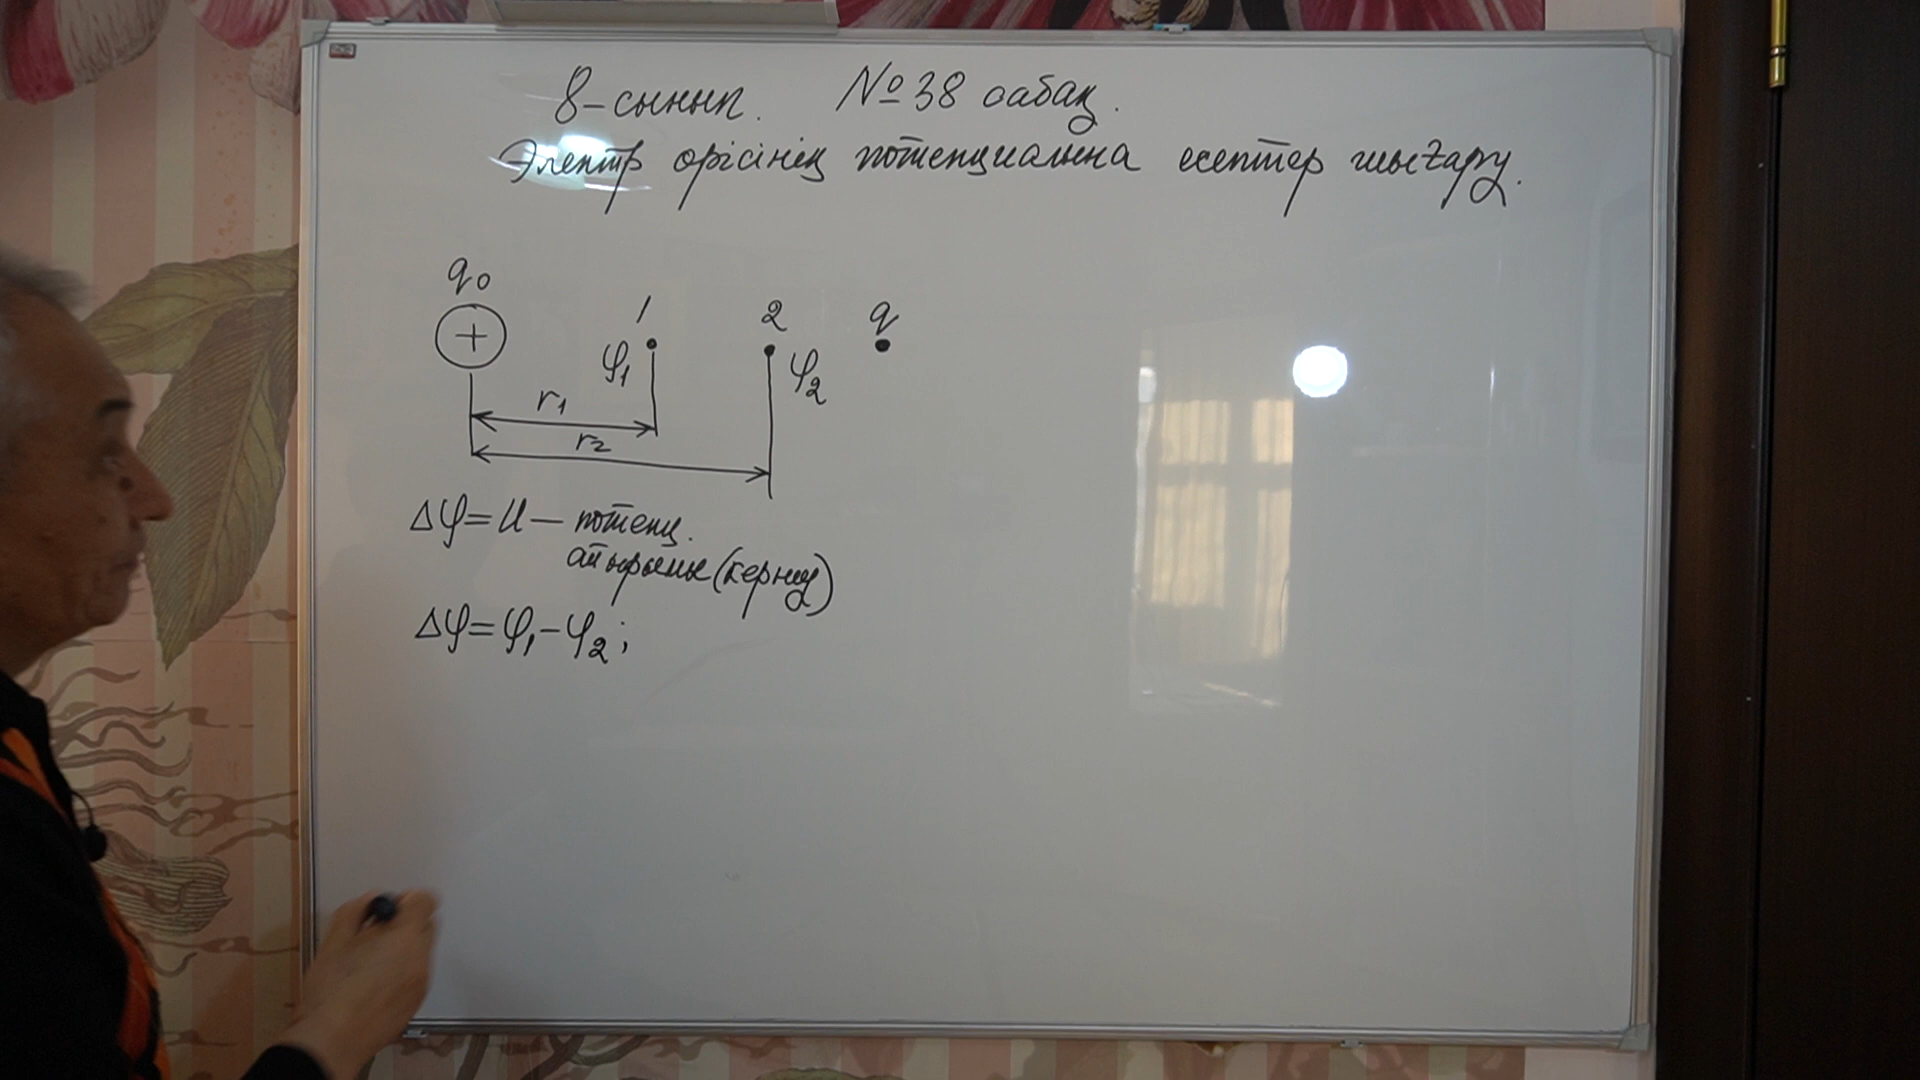 8-сынып. №38 сабақ.
Электр өрісінің потенциалына есептер шығару.
q₀
1 2 q
φ₁ φ₂
r₁
r₂
Δφ=U— потенц.
айырымы (кернеу)
Δφ=φ₁-φ₂;